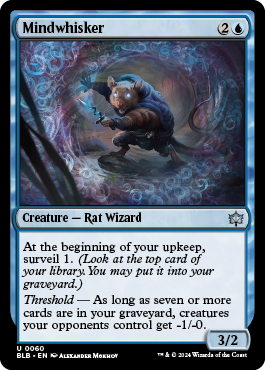 Mindwhisker 2
Creature — Rat Wizard
At the beginning of your upkeep,
surveil 1. (Look at the top card of
your library. You may put it into your
graveyard.)
Threshold — As long as seven or more
cards are in your graveyard, creatures
your opponents control get -1/-0.
3/2
U 0060
BLB • EN Alexander Mokhov
™ & © 2024 Wizards of the Coast